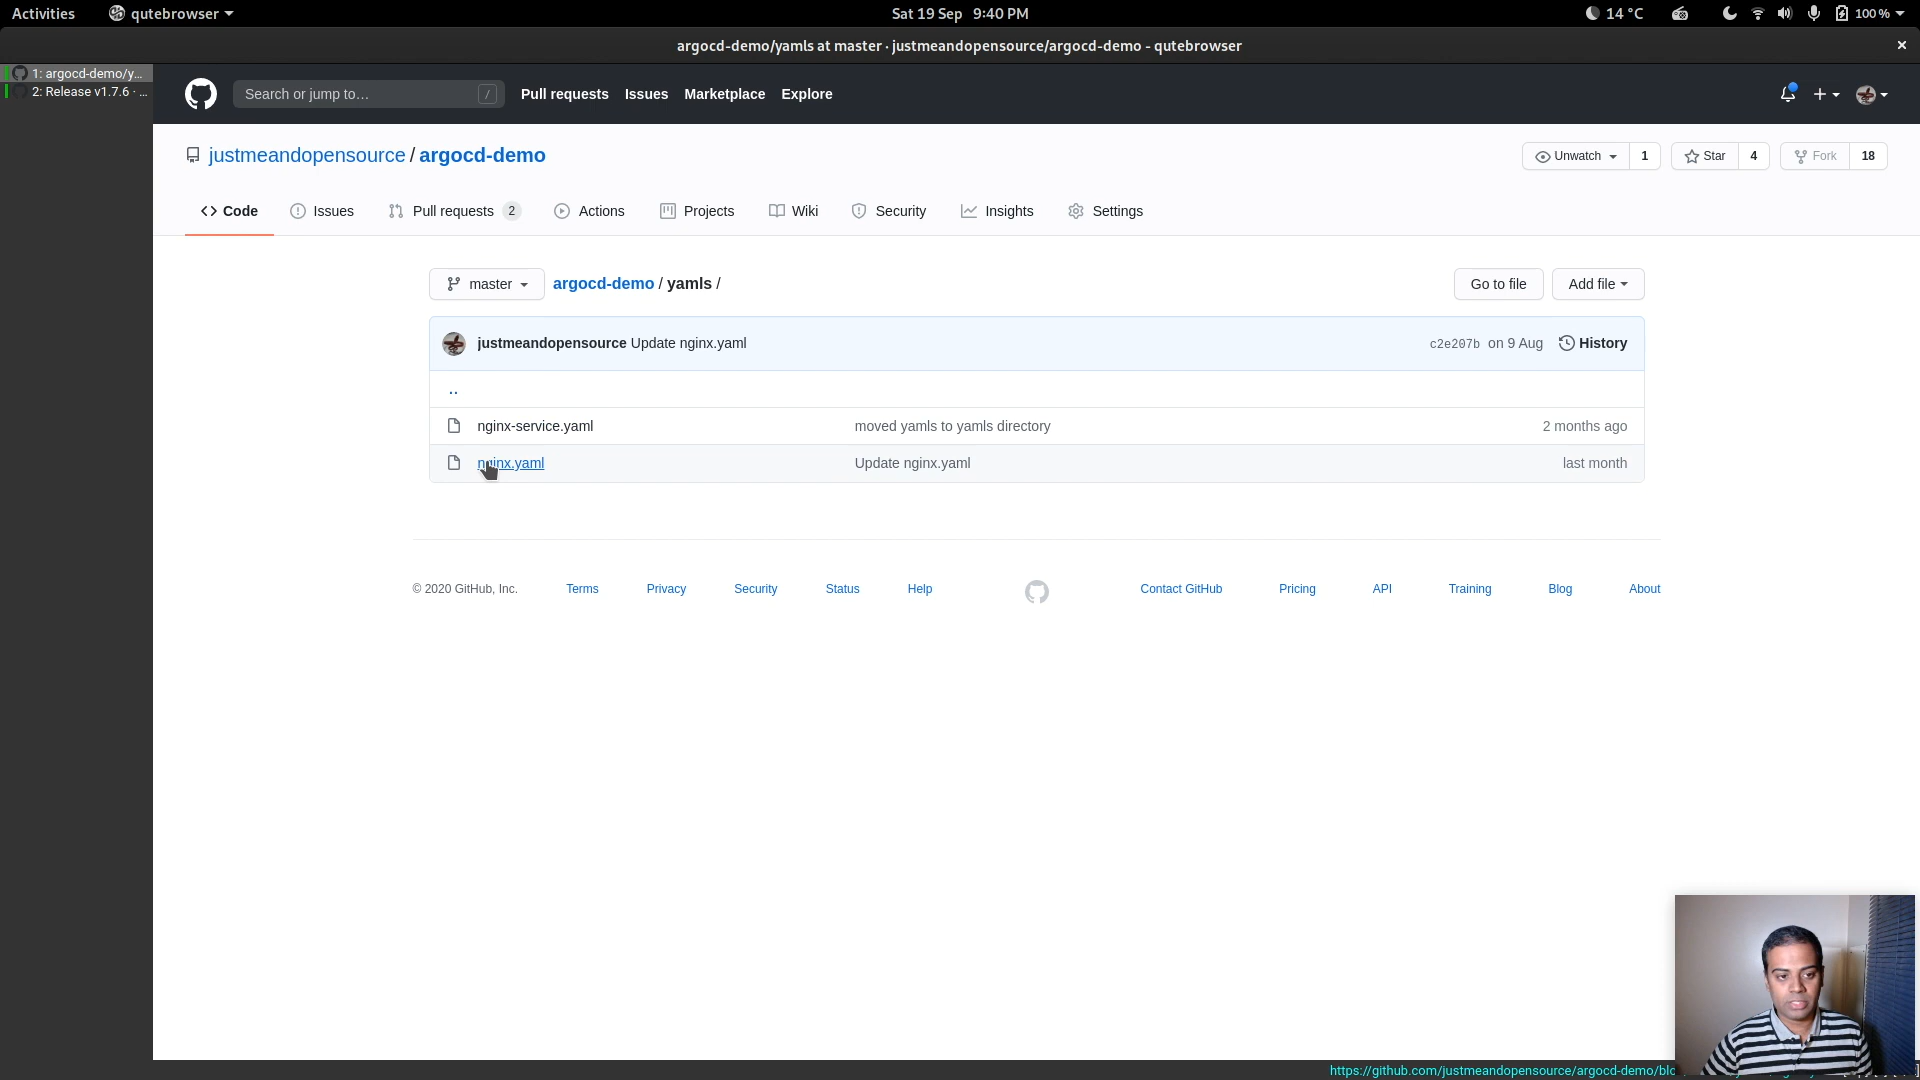 Activities qutebrowser Sat 19 Sep 9:40 PM 14 °C 100 %
argocd-demo/yamls at master · justmeandopensource/argocd-demo - qutebrowser
1: argocd-demo/y...
2: Release v1.7.6 · ...
Search or jump to… / Pull requests Issues Marketplace Explore
justmeandopensource / argocd-demo Unwatch 1 Star 4 Fork 18
Code Issues Pull requests 2 Actions Projects Wiki Security Insights Settings
master argocd-demo / yamls / Go to file Add file
justmeandopensource Update nginx.yaml c2e207b on 9 Aug History
..
nginx-service.yaml moved yamls to yamls directory 2 months ago
nginx.yaml Update nginx.yaml last month
© 2020 GitHub, Inc. Terms Privacy Security Status Help Contact GitHub Pricing API Training Blog About
https://github.com/justmeandopensource/argocd-demo/blo